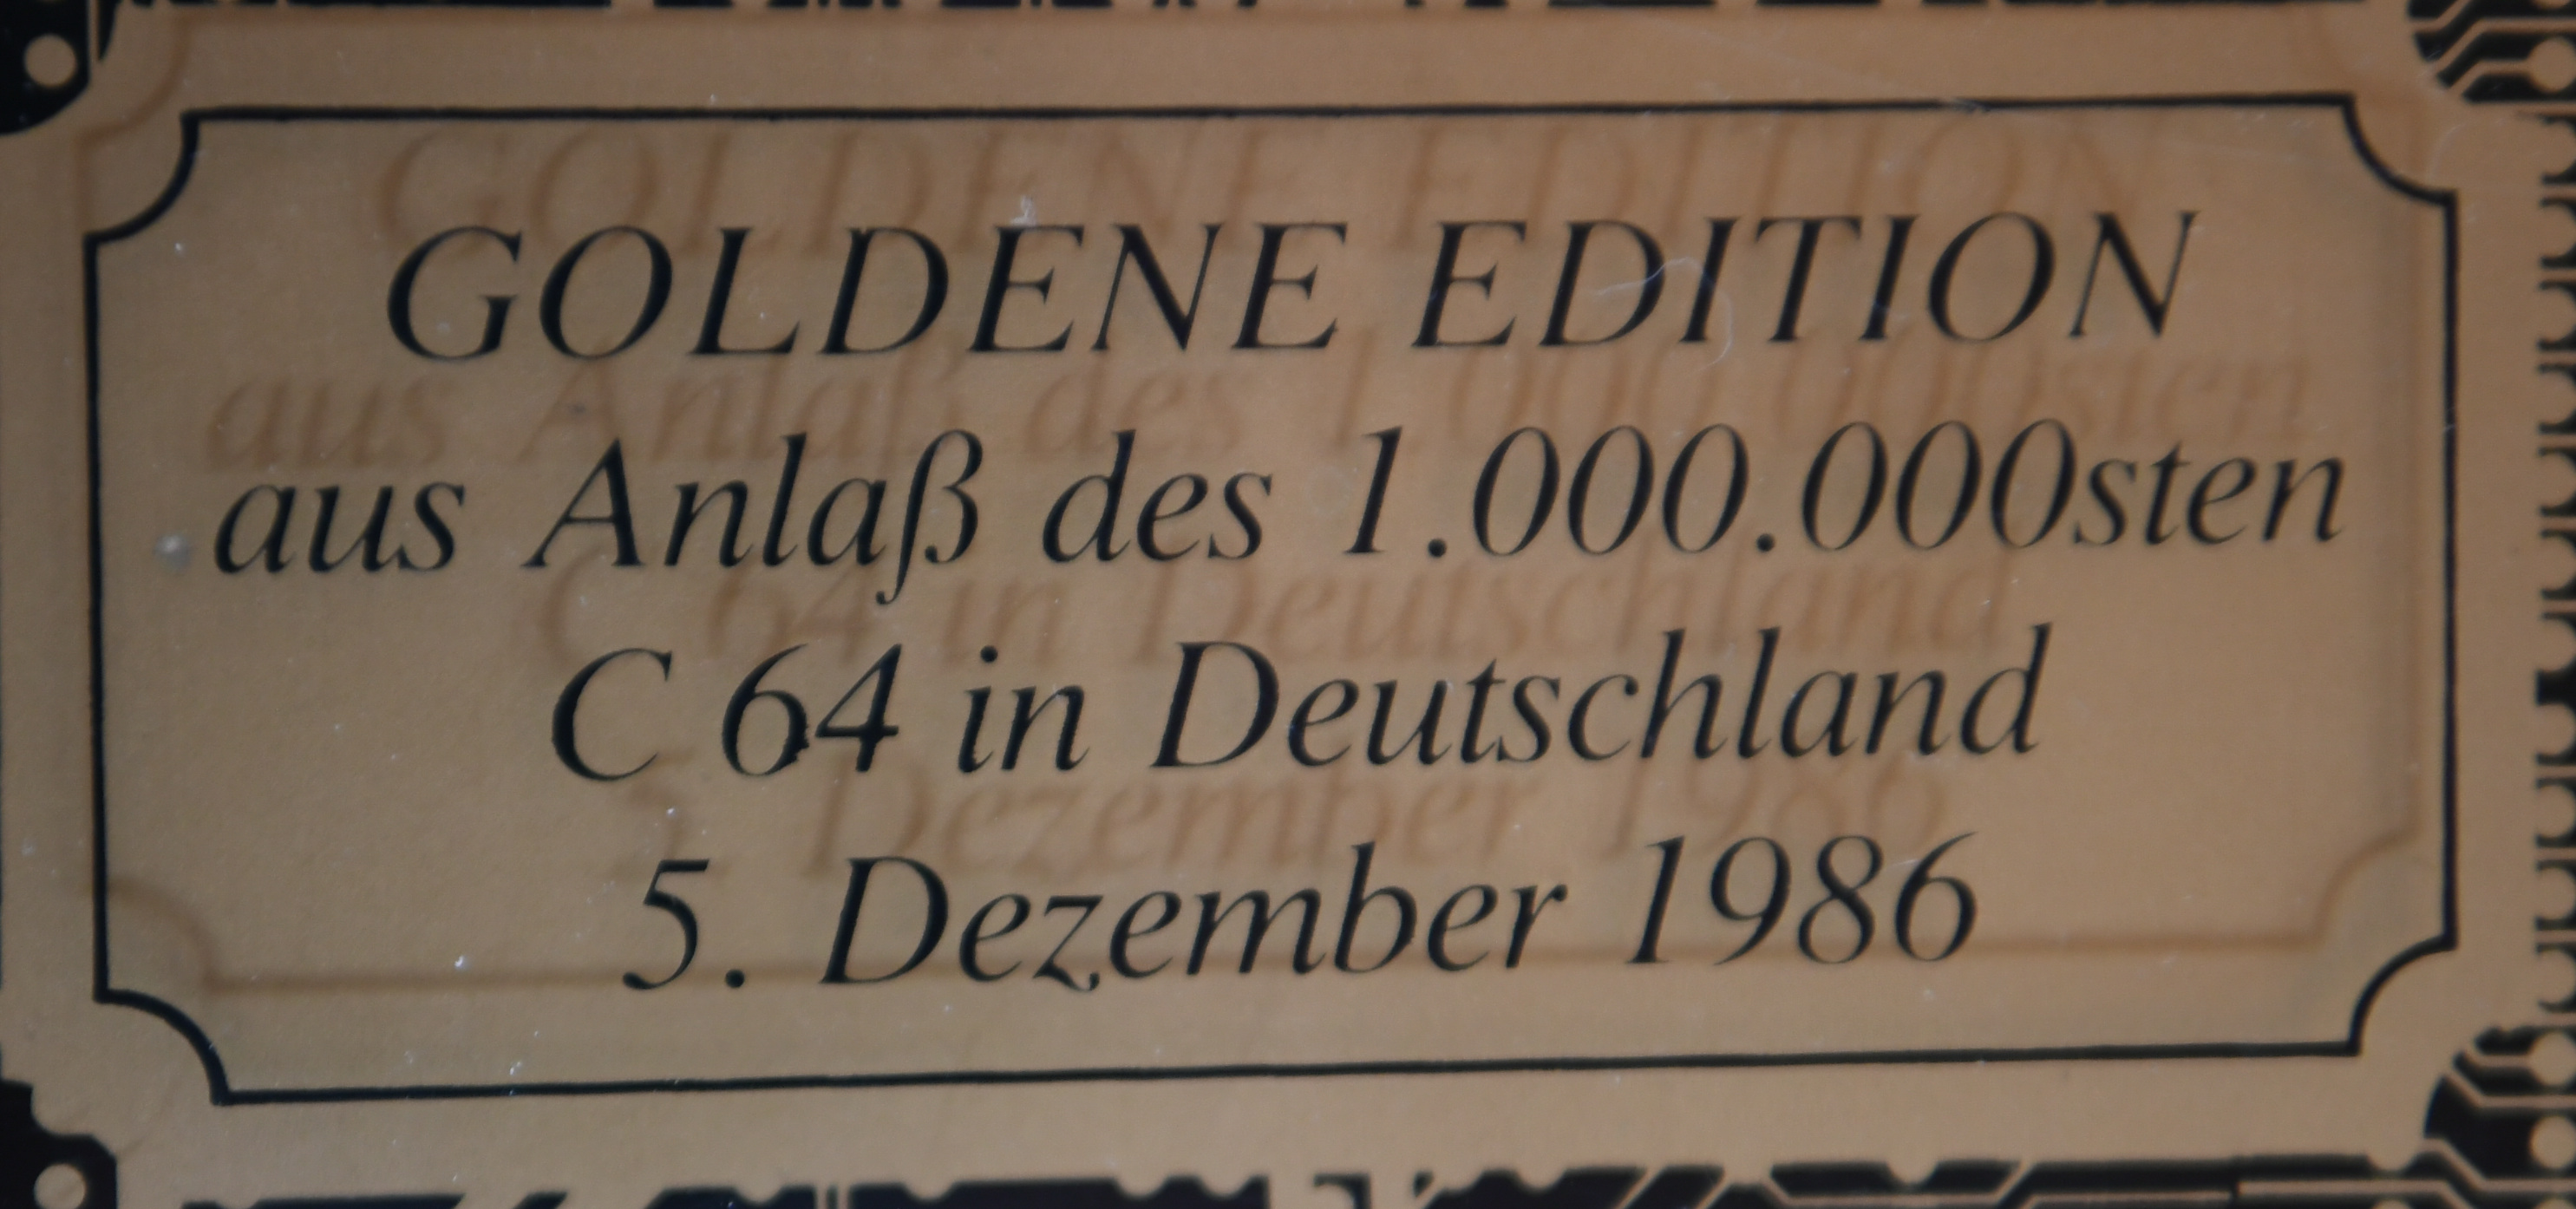 GOLDENE EDITION
aus Anlaß des 1.000.000sten
C 64 in Deutschland
5. Dezember 1986